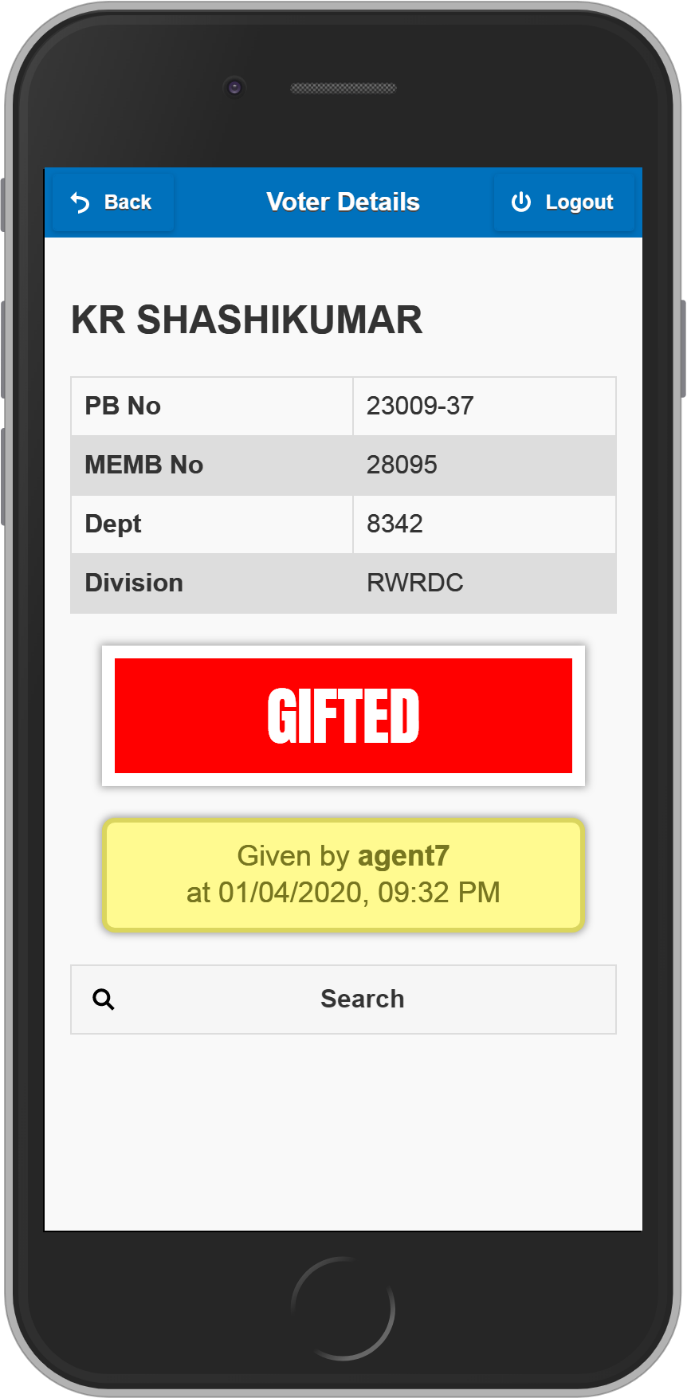 Back Voter Details Logout
KR SHASHIKUMAR
PB No 23009-37
MEMB No 28095
Dept 8342
Division RWRDC
GIFTED
Given by agent7
at 01/04/2020, 09:32 PM
Search